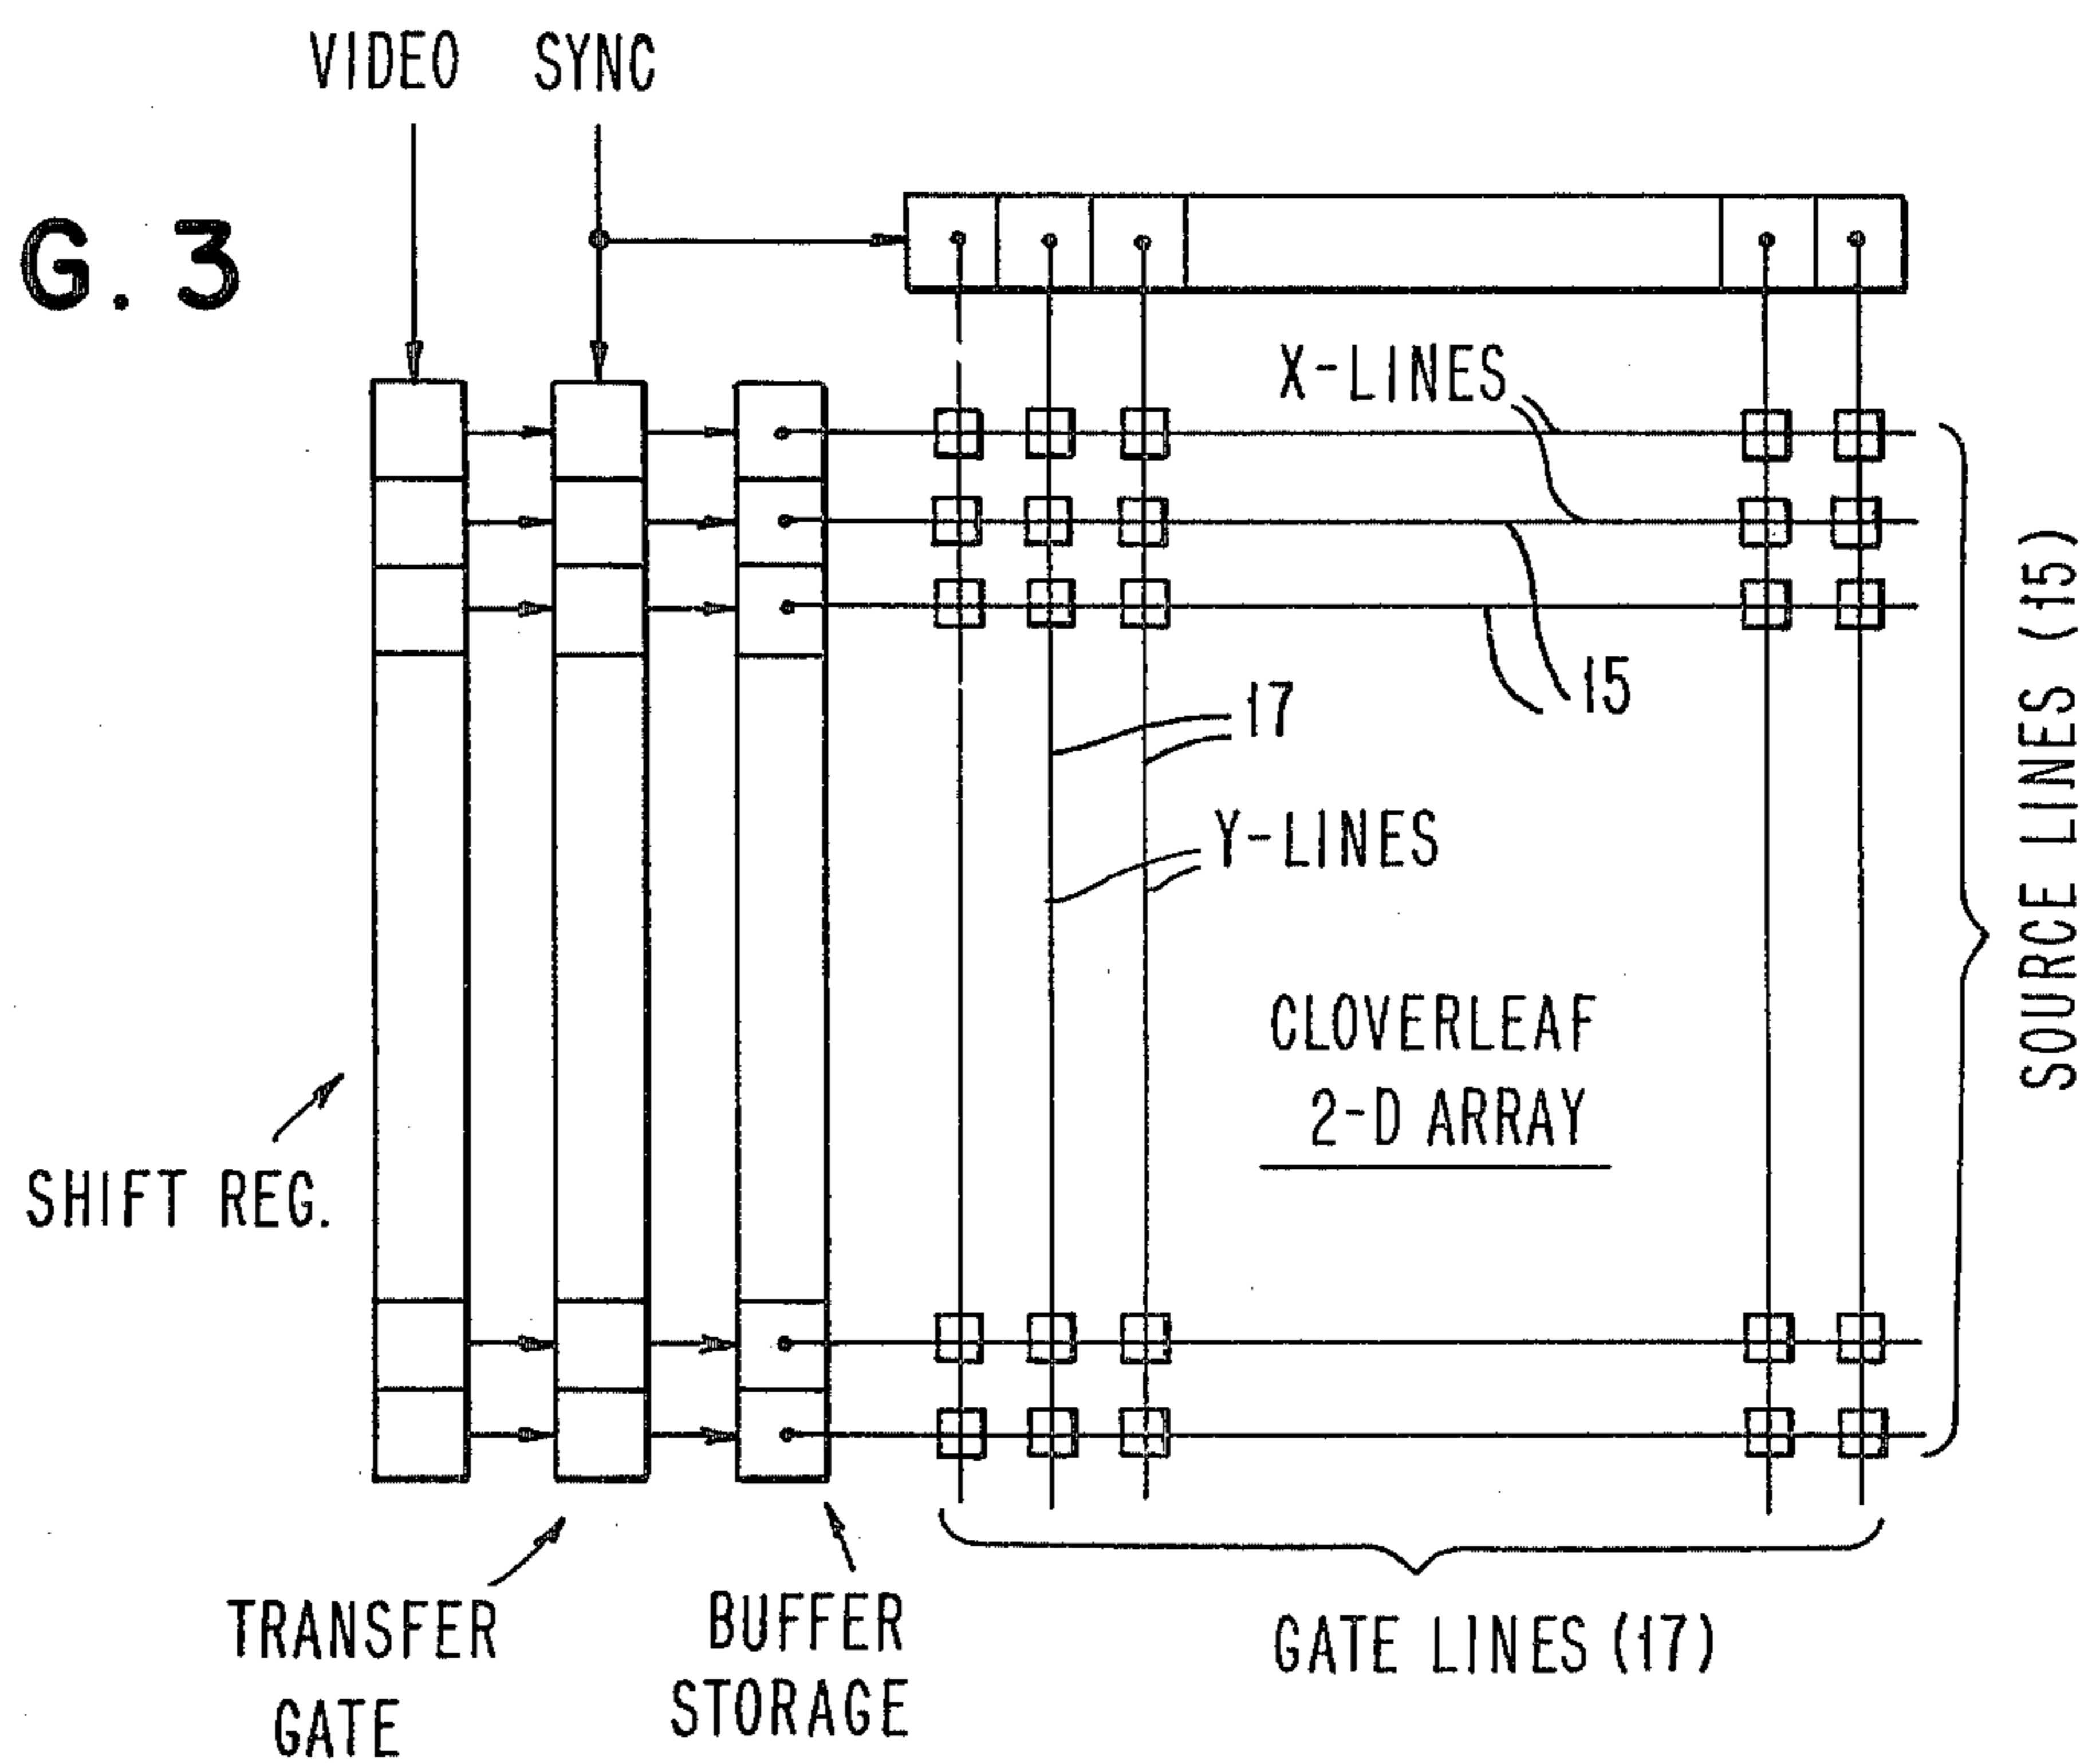 VIDEO SYNC
G. 3
X-LINES
15
17
Y-LINES
SOURCE LINES (15)
CLOVERLEAF
2-D ARRAY
SHIFT REG.
TRANSFER
GATE
BUFFER
STORAGE
GATE LINES (17)